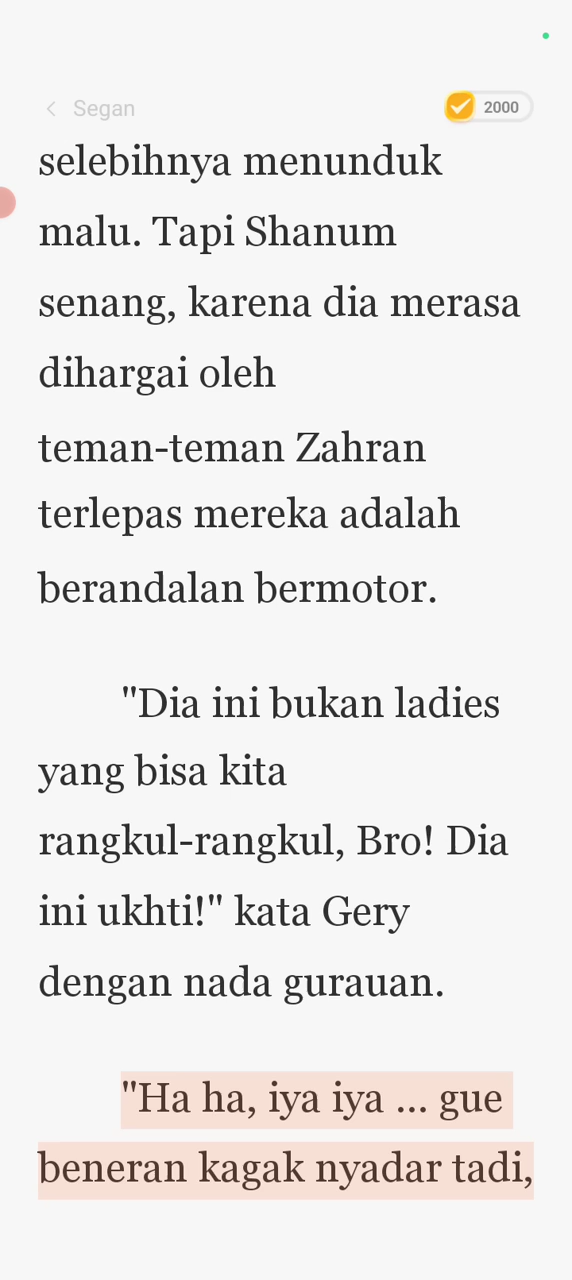 Segan
2000
selebihnya menunduk
malu. Tapi Shanum
senang, karena dia merasa
dihargai oleh
teman-teman Zahran
terlepas mereka adalah
berandalan bermotor.
"Dia ini bukan ladies
yang bisa kita
rangkul-rangkul, Bro! Dia
ini ukhti!" kata Gery
dengan nada gurauan.
"Ha ha, iya iya ... gue
beneran kagak nyadar tadi,